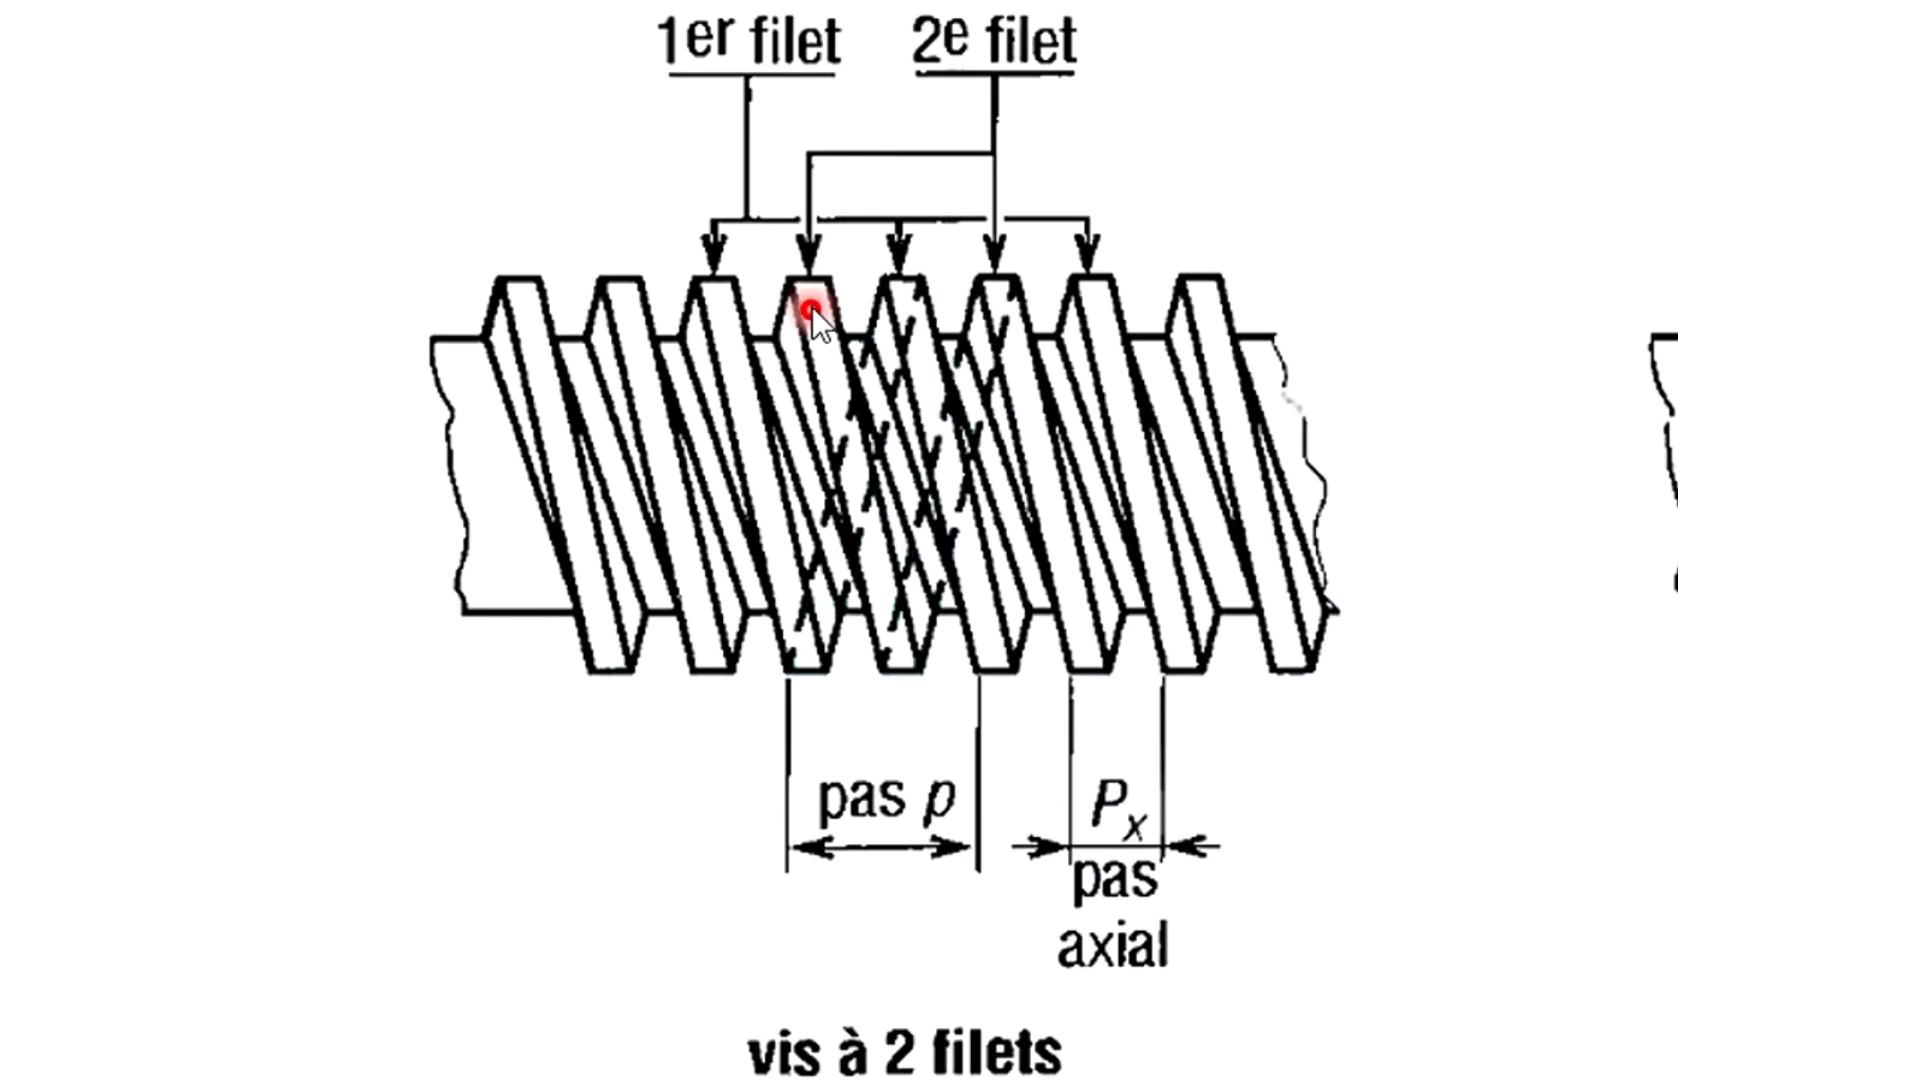 1er filet 2e filet
pas p
Px
pas
axial
vis à 2 filets